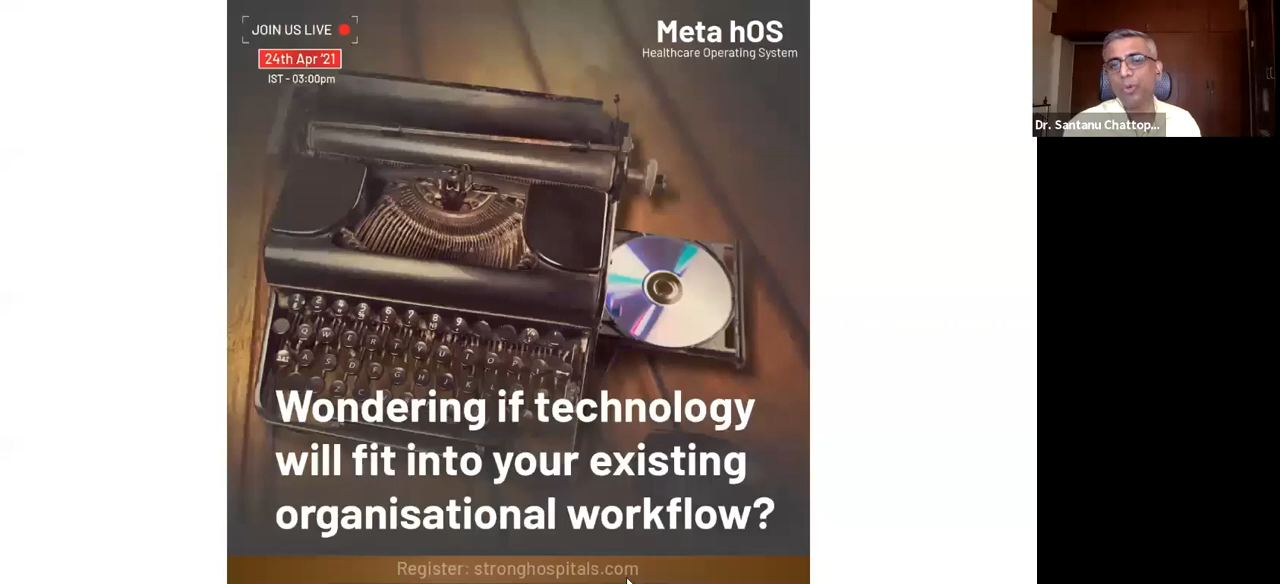 JOIN US LIVE
24th Apr '21
IST - 03:00pm
Meta hOS
Healthcare Operating System
Wondering if technology
will fit into your existing
organisational workflow?
Register: stronghospitals.com
Dr. Santanu Chattop...